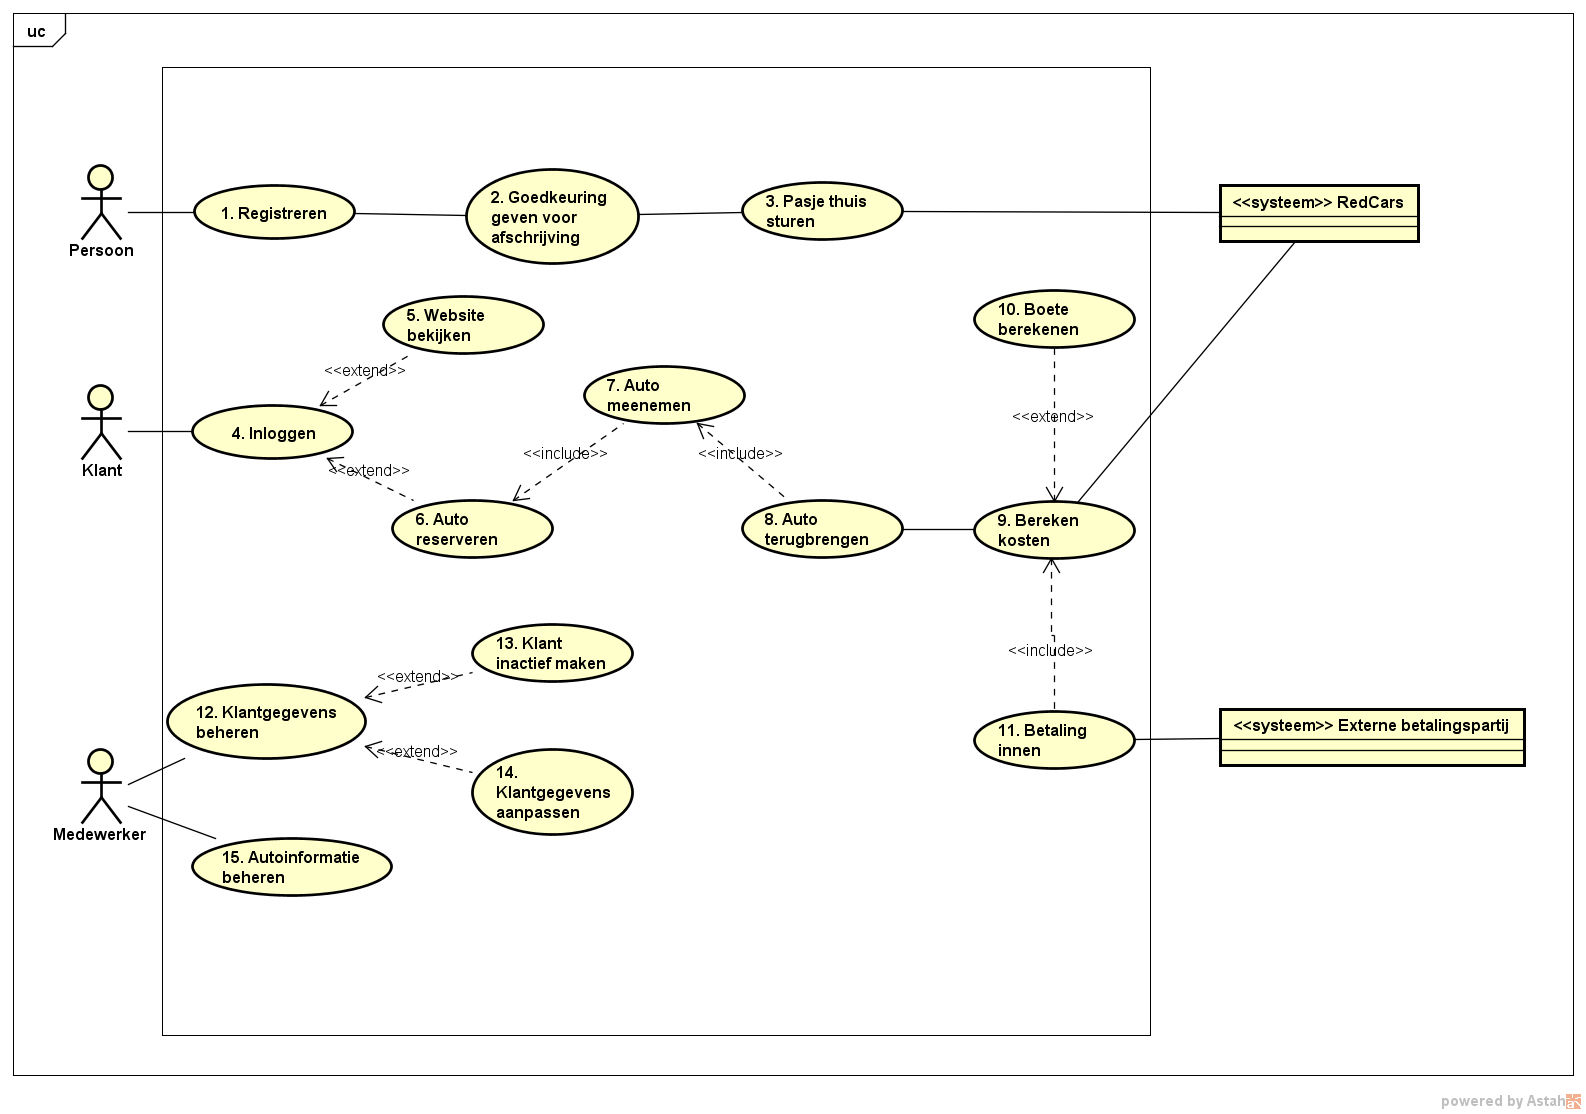 uc
1. Registreren
2. Goedkeuring
geven voor
afschrijving
3. Pasje thuis
sturen
<<systeem>> RedCars
Persoon
5. Website
bekijken
10. Boete
berekenen
<<extend>>
7. Auto
meenemen
<<extend>>
4. Inloggen
<<include>>
<<include>>
Klant
<<extend>>
6. Auto
reserveren
8. Auto
terugbrengen
9. Bereken
kosten
13. Klant
inactief maken
<<include>>
<<extend>>
12. Klantgegevens
beheren
<<extend>>
11. Betaling
innen
<<systeem>> Externe betalingspartij
14.
Klantgegevens
aanpassen
Medewerker
15. Autoinformatie
beheren
powered by Astah